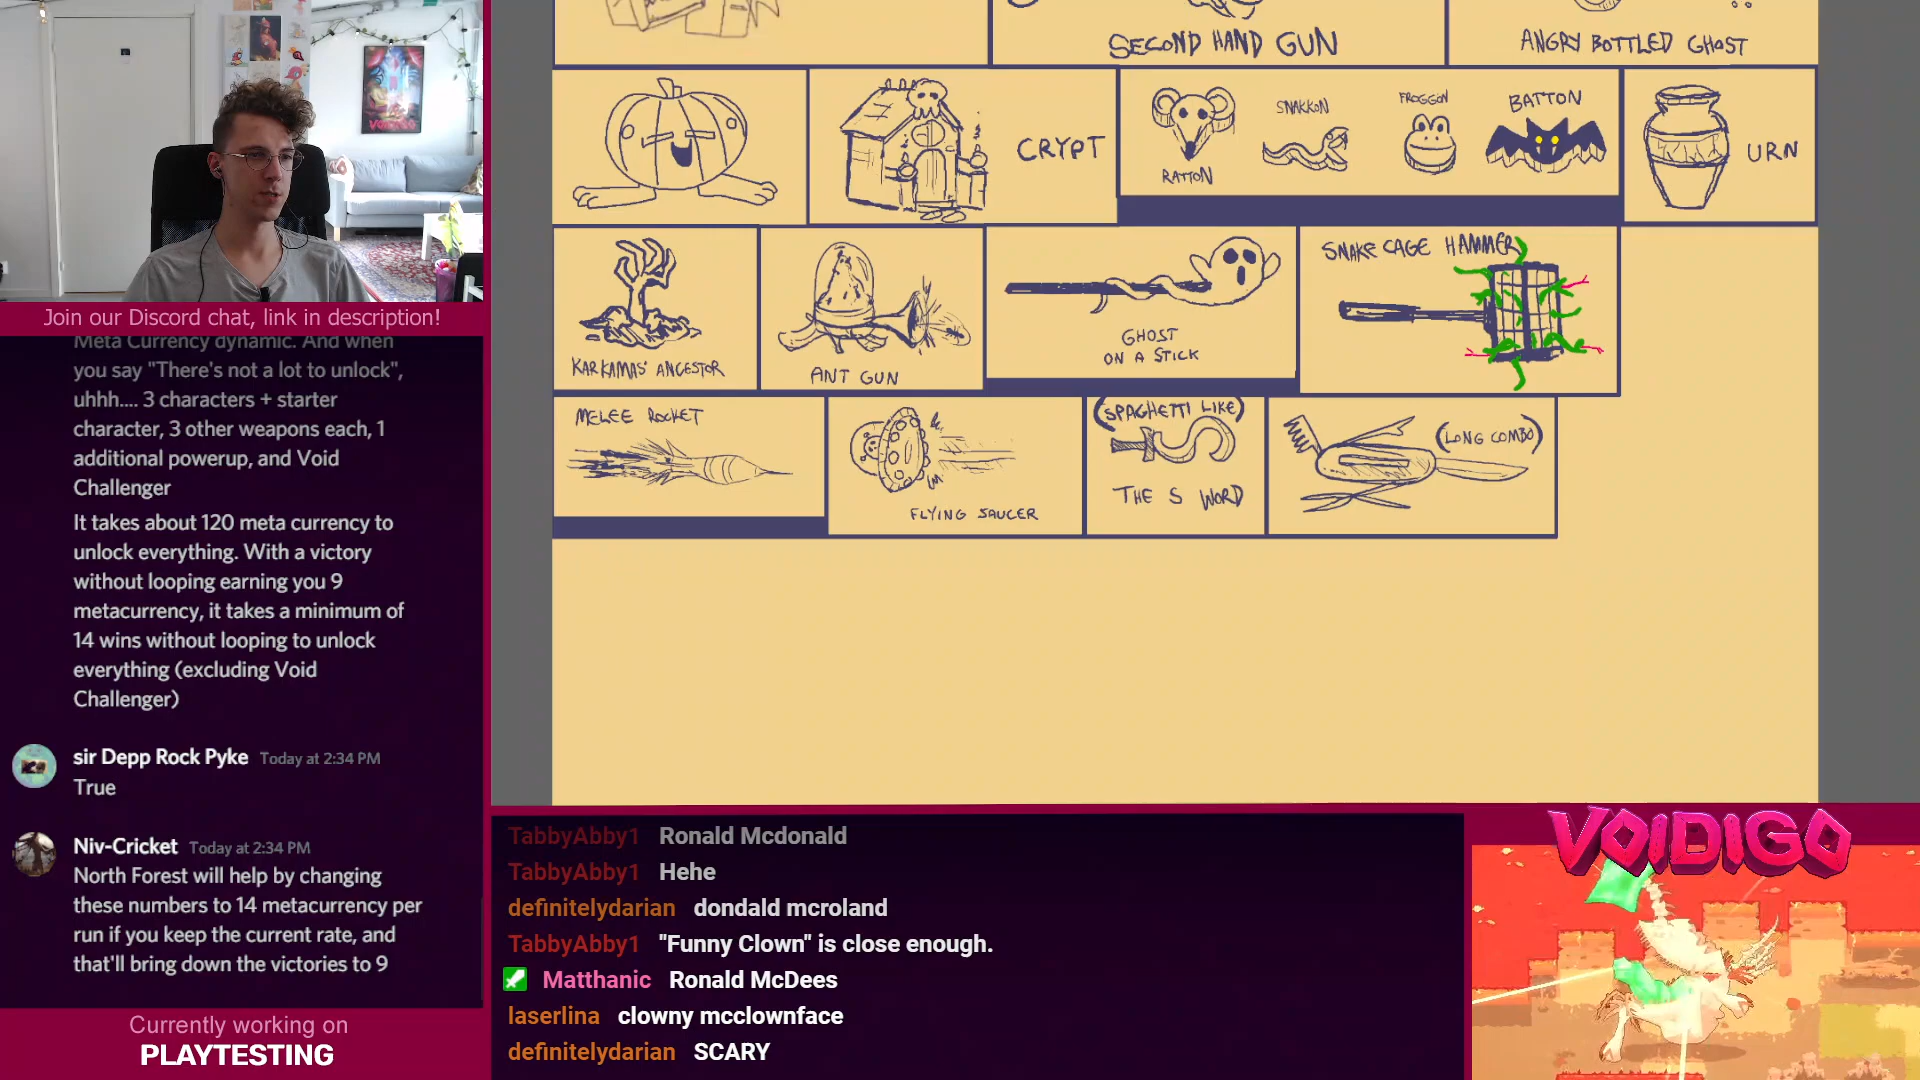 SECOND HAND GUN
ANGRY BOTTLED GHOST
CRYPT
RATTON
SNAKKON
FROGGON
BATTON
URN
KARKAMAS' ANCESTOR
ANT GUN
GHOST
ON A STICK
SNAKE CAGE HAMMER
MELEE ROCKET
FLYING SAUCER
(SPAGHETTI LIKE)
THE S WORD
(LONG COMBO)
VOIDIGO
Join our Discord chat, link in description!
Meta Currency dynamic. And when
you say "There's not a lot to unlock",
uhhh.... 3 characters + starter
character, 3 other weapons each, 1
additional powerup, and Void
Challenger
It takes about 120 meta currency to
unlock everything. With a victory
without looping earning you 9
metacurrency, it takes a minimum of
14 wins without looping to unlock
everything (excluding Void
Challenger)
sir Depp Rock Pyke Today at 2:34 PM
True
Niv-Cricket Today at 2:34 PM
North Forest will help by changing
these numbers to 14 metacurrency per
run if you keep the current rate, and
that'll bring down the victories to 9
Currently working on
PLAYTESTING
TabbyAbby1 Ronald Mcdonald
TabbyAbby1 Hehe
definitelydarian dondald mcroland
TabbyAbby1 "Funny Clown" is close enough.
Matthanic Ronald McDees
laserlina clowny mcclownface
definitelydarian SCARY
VOIDIGO